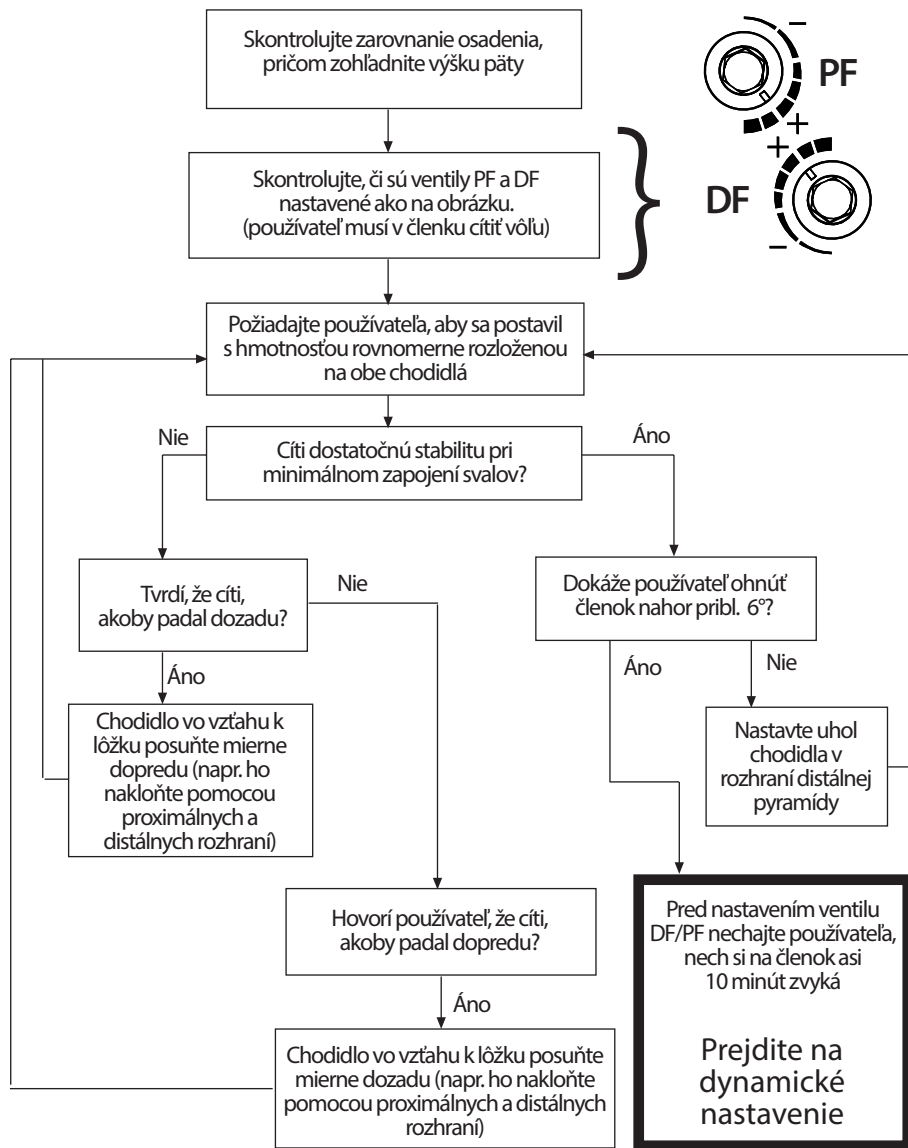 Skontrolujte zarovnanie osadenia,
pričom zohľadnite výšku päty
–
PF
+
+
DF
–
Skontrolujte, či sú ventily PF a DF
nastavené ako na obrázku.
(používateľ musí v členku cítiť vôľu)
Požiadajte používateľa, aby sa postavil
s hmotnosťou rovnomerne rozloženou
na obe chodidlá
Nie
Áno
Cíti dostatočnú stabilitu pri
minimálnom zapojení svalov?
Tvrdí, že cíti,
akoby padal dozadu?
Nie
Dokáže používateľ ohnúť
členok nahor pribl. 6°?
Áno
Áno
Nie
Chodidlo vo vzťahu k
lôžku posuňte mierne
dopredu (napr. ho
nakloňte pomocou
proximálnych a
distálnych rozhraní)
Nastavte uhol
chodidla v
rozhraní distálnej
pyramídy
Hovorí používateľ, že cíti,
akoby padal dopredu?
Áno
Chodidlo vo vzťahu k lôžku posuňte
mierne dozadu (napr. ho nakloňte
pomocou proximálnych a distálnych
rozhraní)
Pred nastavením ventilu
DF/PF nechajte používateľa,
nech si na členok asi
10 minút zvyká
Prejdite na
dynamické
nastavenie